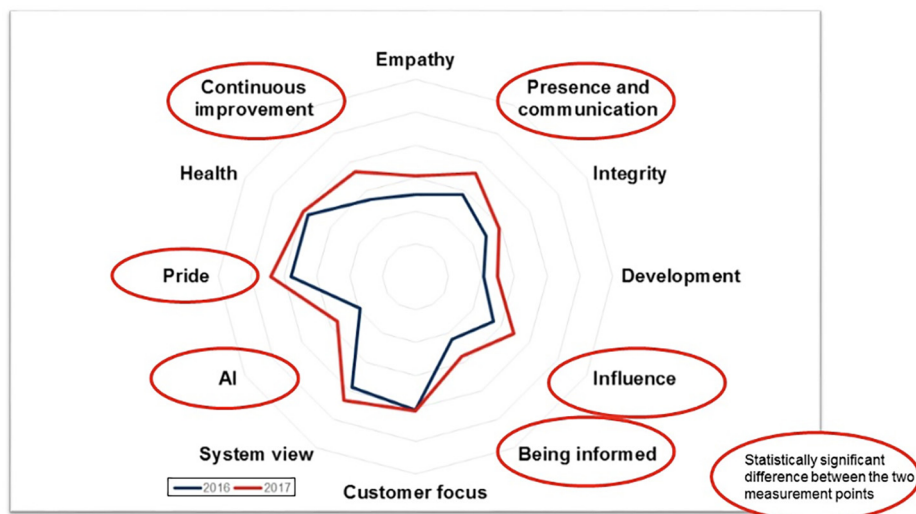 Empathy
Continuous
improvement
Presence and
communication
Health
Integrity
Pride
Development
AI
Influence
System view
Being informed
Customer focus
2016
2017
Statistically significant
difference between the two
measurement points